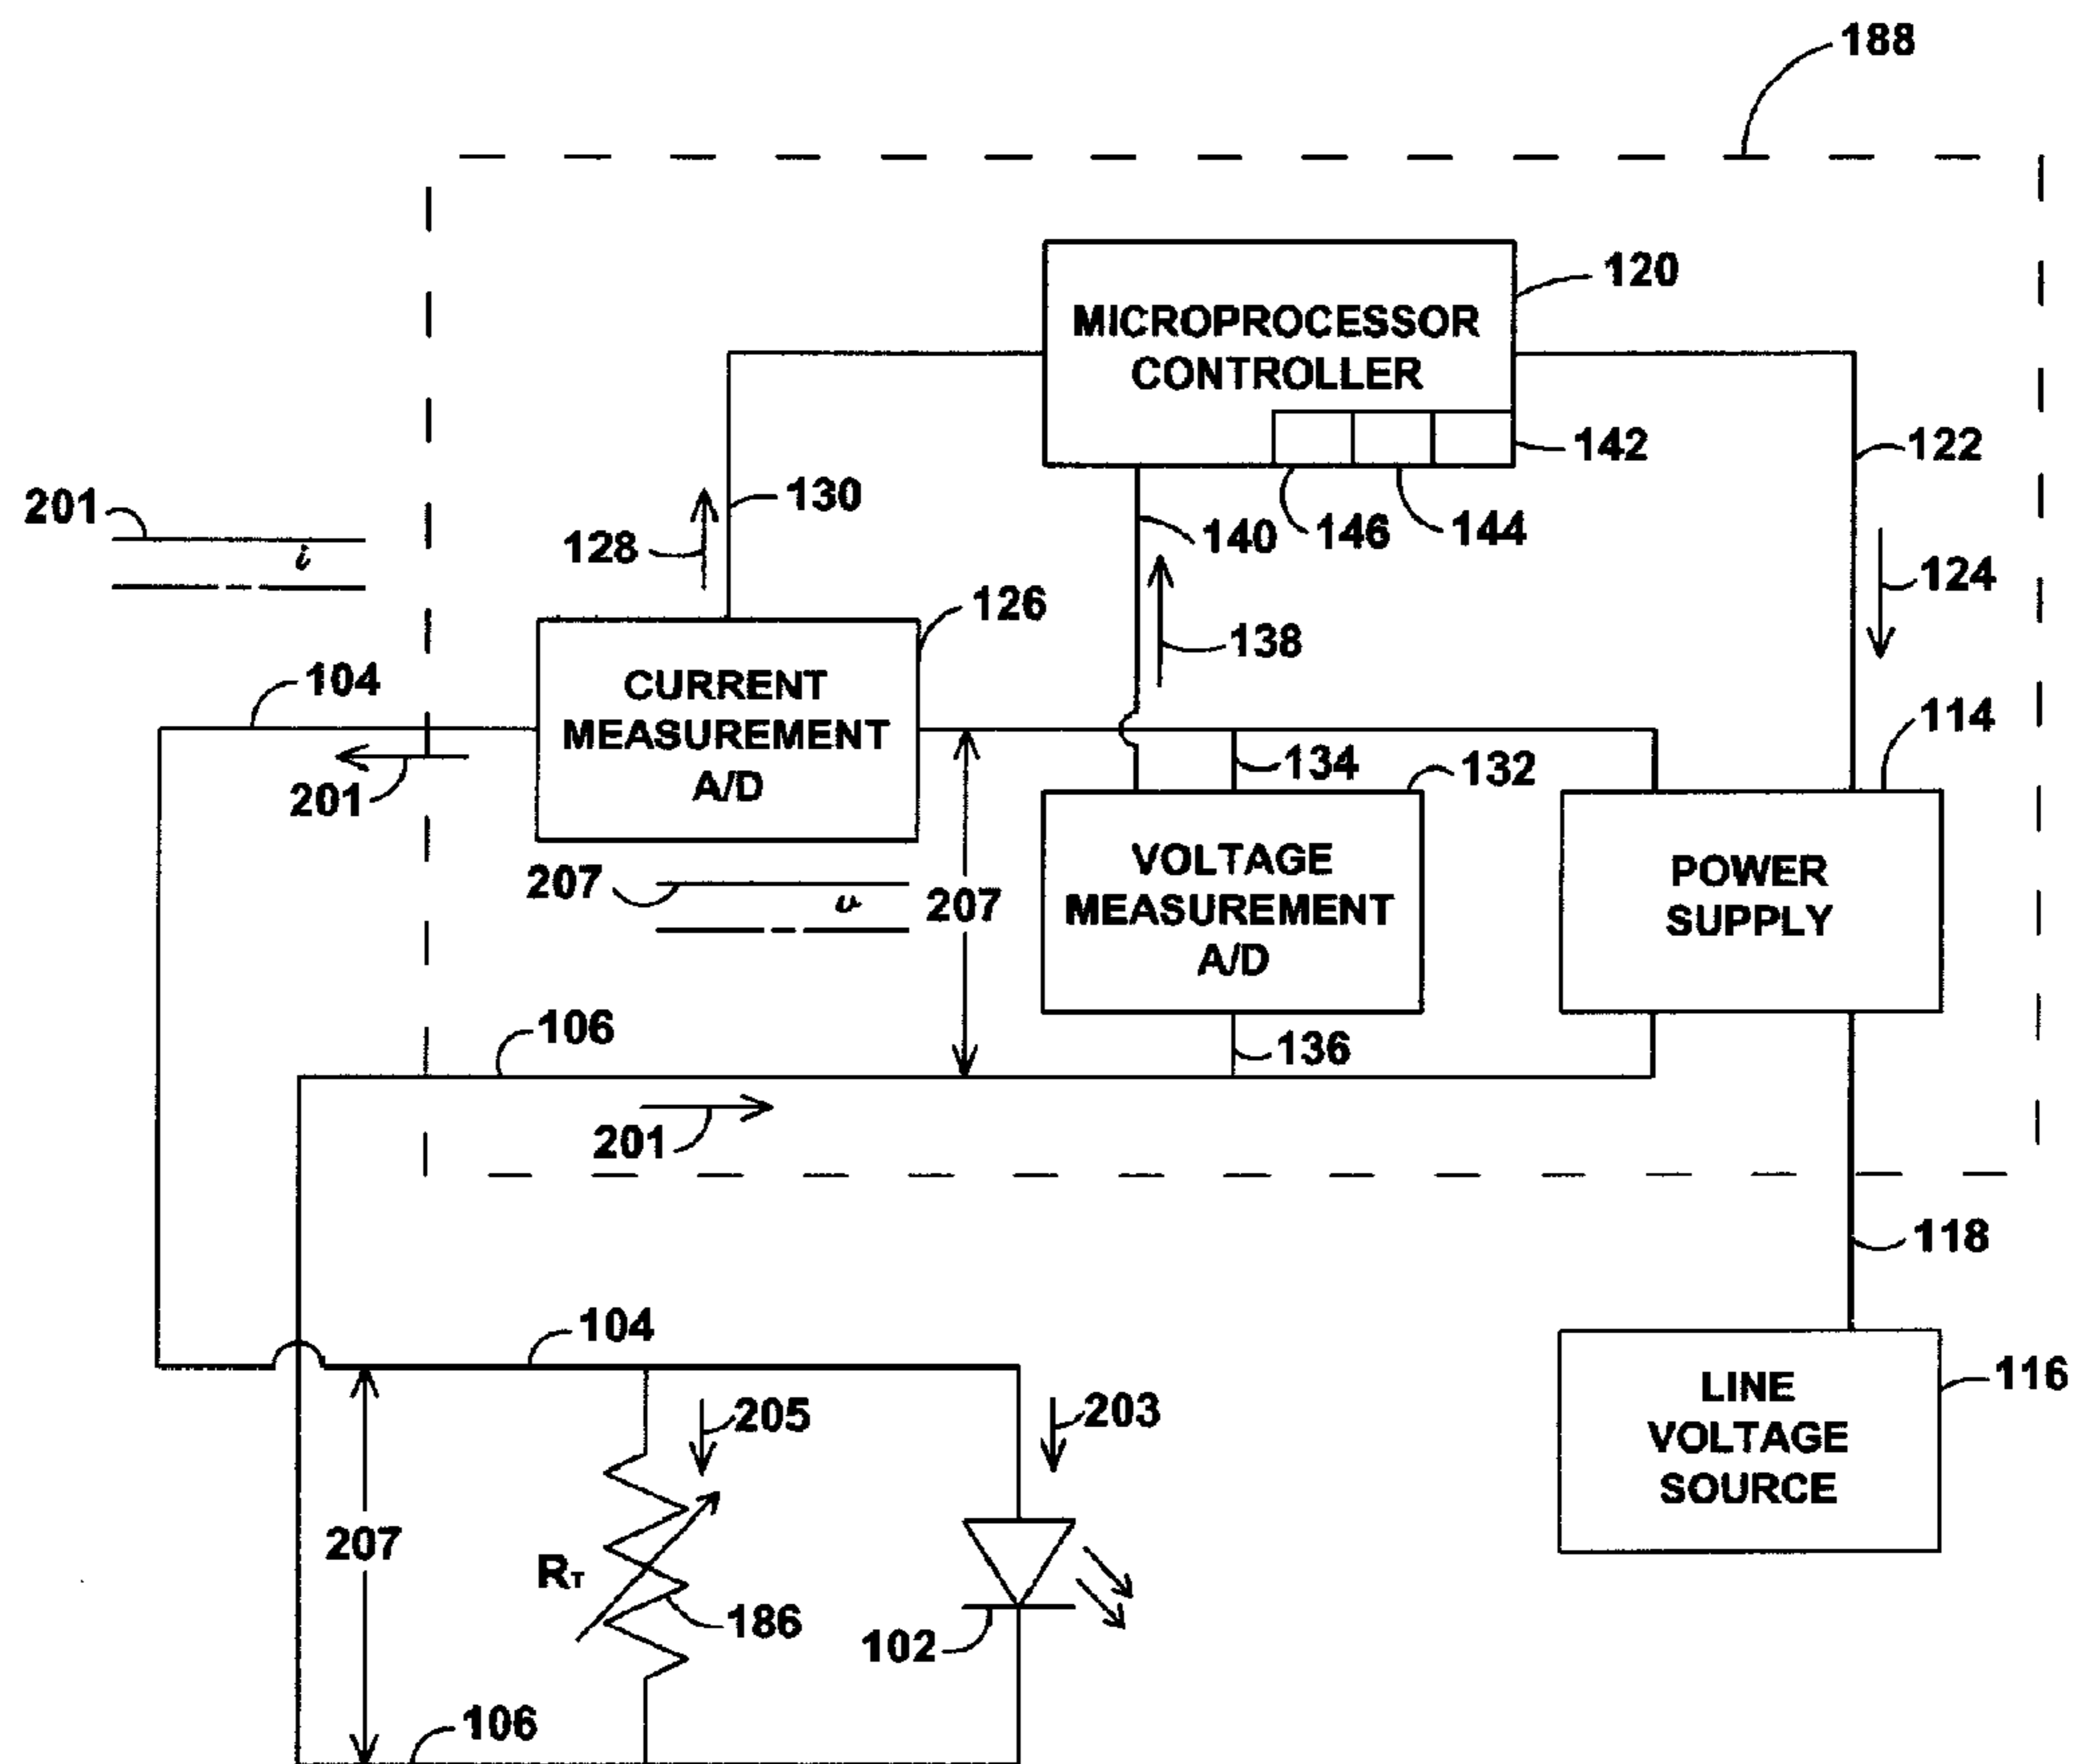 188
120
MICROPROCESSOR
CONTROLLER
142
122
201
i
130
128
140
146
144
124
126
138
104
CURRENT
MEASUREMENT
A/D
134
132
114
201
207
v
207
VOLTAGE
MEASUREMENT
A/D
POWER
SUPPLY
106
136
201
118
104
116
205
203
LINE
VOLTAGE
SOURCE
207
RT
186
102
106